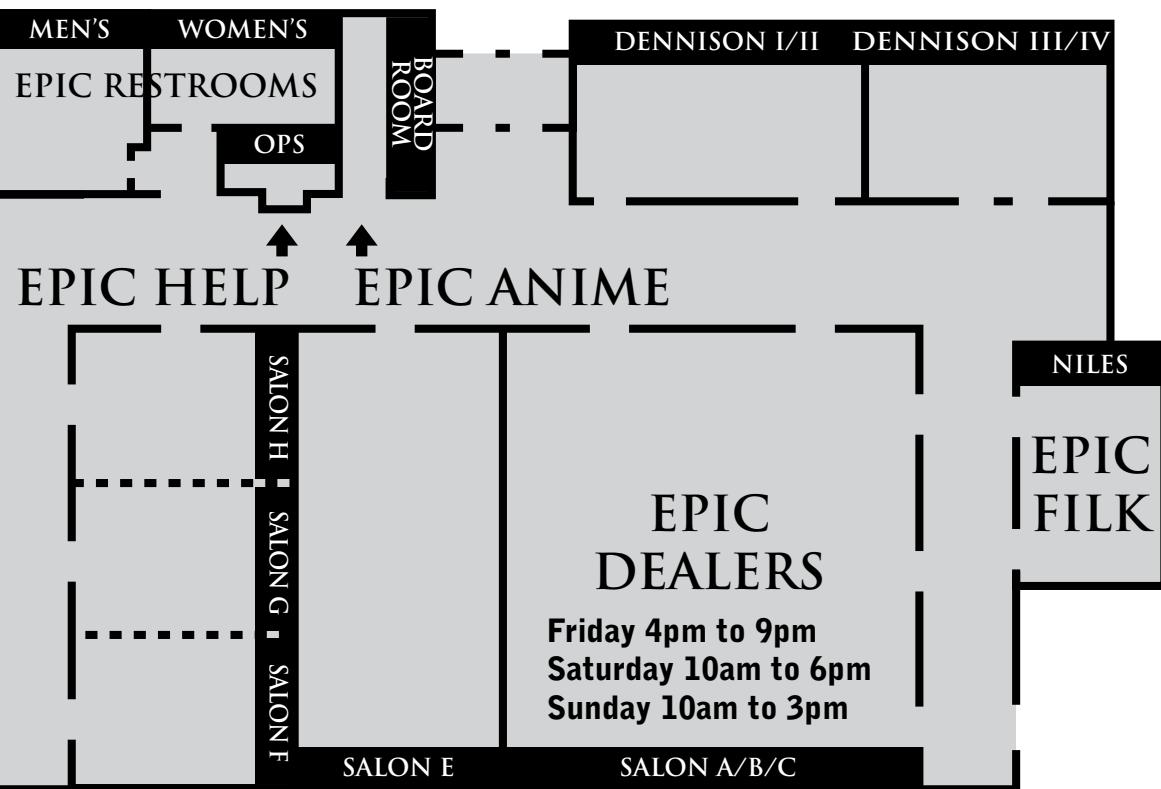 MEN'S
WOMEN'S
EPIC RESTROOMS
OPS
BOARD
ROOM
DENNISON I/II
DENNISON III/IV
EPIC HELP
EPIC ANIME
SALON H
SALON G
SALON F
SALON E
EPIC
DEALERS
Friday 4pm to 9pm
Saturday 10am to 6pm
Sunday 10am to 3pm
SALON A/B/C
NILES
EPIC
FILK